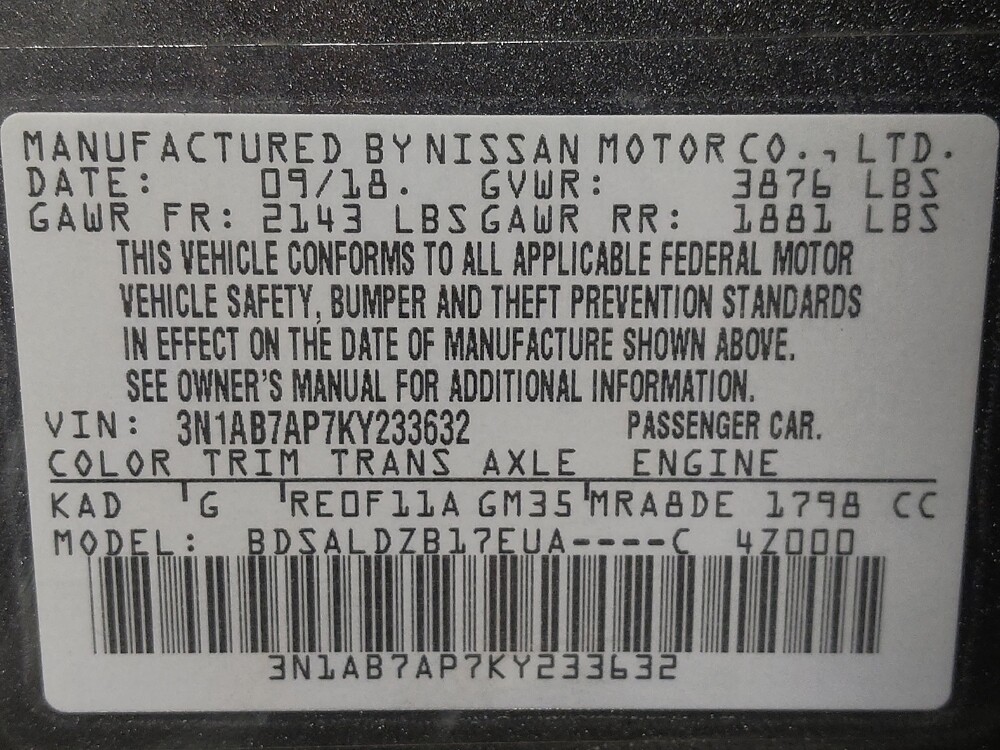 MANUFACTURED BY NISSAN MOTOR CO., LTD.
DATE: 09/18. GVWR: 3876 LBS
GAWR FR: 2143 LBS GAWR RR: 1881 LBS
THIS VEHICLE CONFORMS TO ALL APPLICABLE FEDERAL MOTOR
VEHICLE SAFETY, BUMPER AND THEFT PREVENTION STANDARDS
IN EFFECT ON THE DATE OF MANUFACTURE SHOWN ABOVE.
SEE OWNER'S MANUAL FOR ADDITIONAL INFORMATION.
VIN: 3N1AB7AP7KY233632 PASSENGER CAR.
COLOR TRIM TRANS AXLE ENGINE
KAD G RE0F11A GM35 MRA8DE 1798 CC
MODEL: BDSALDZB17EUA----C 4Z000
3N1AB7AP7KY233632